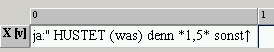 0 1
X [v] ja:" HUSTET (was) denn *1,5* sonst↑